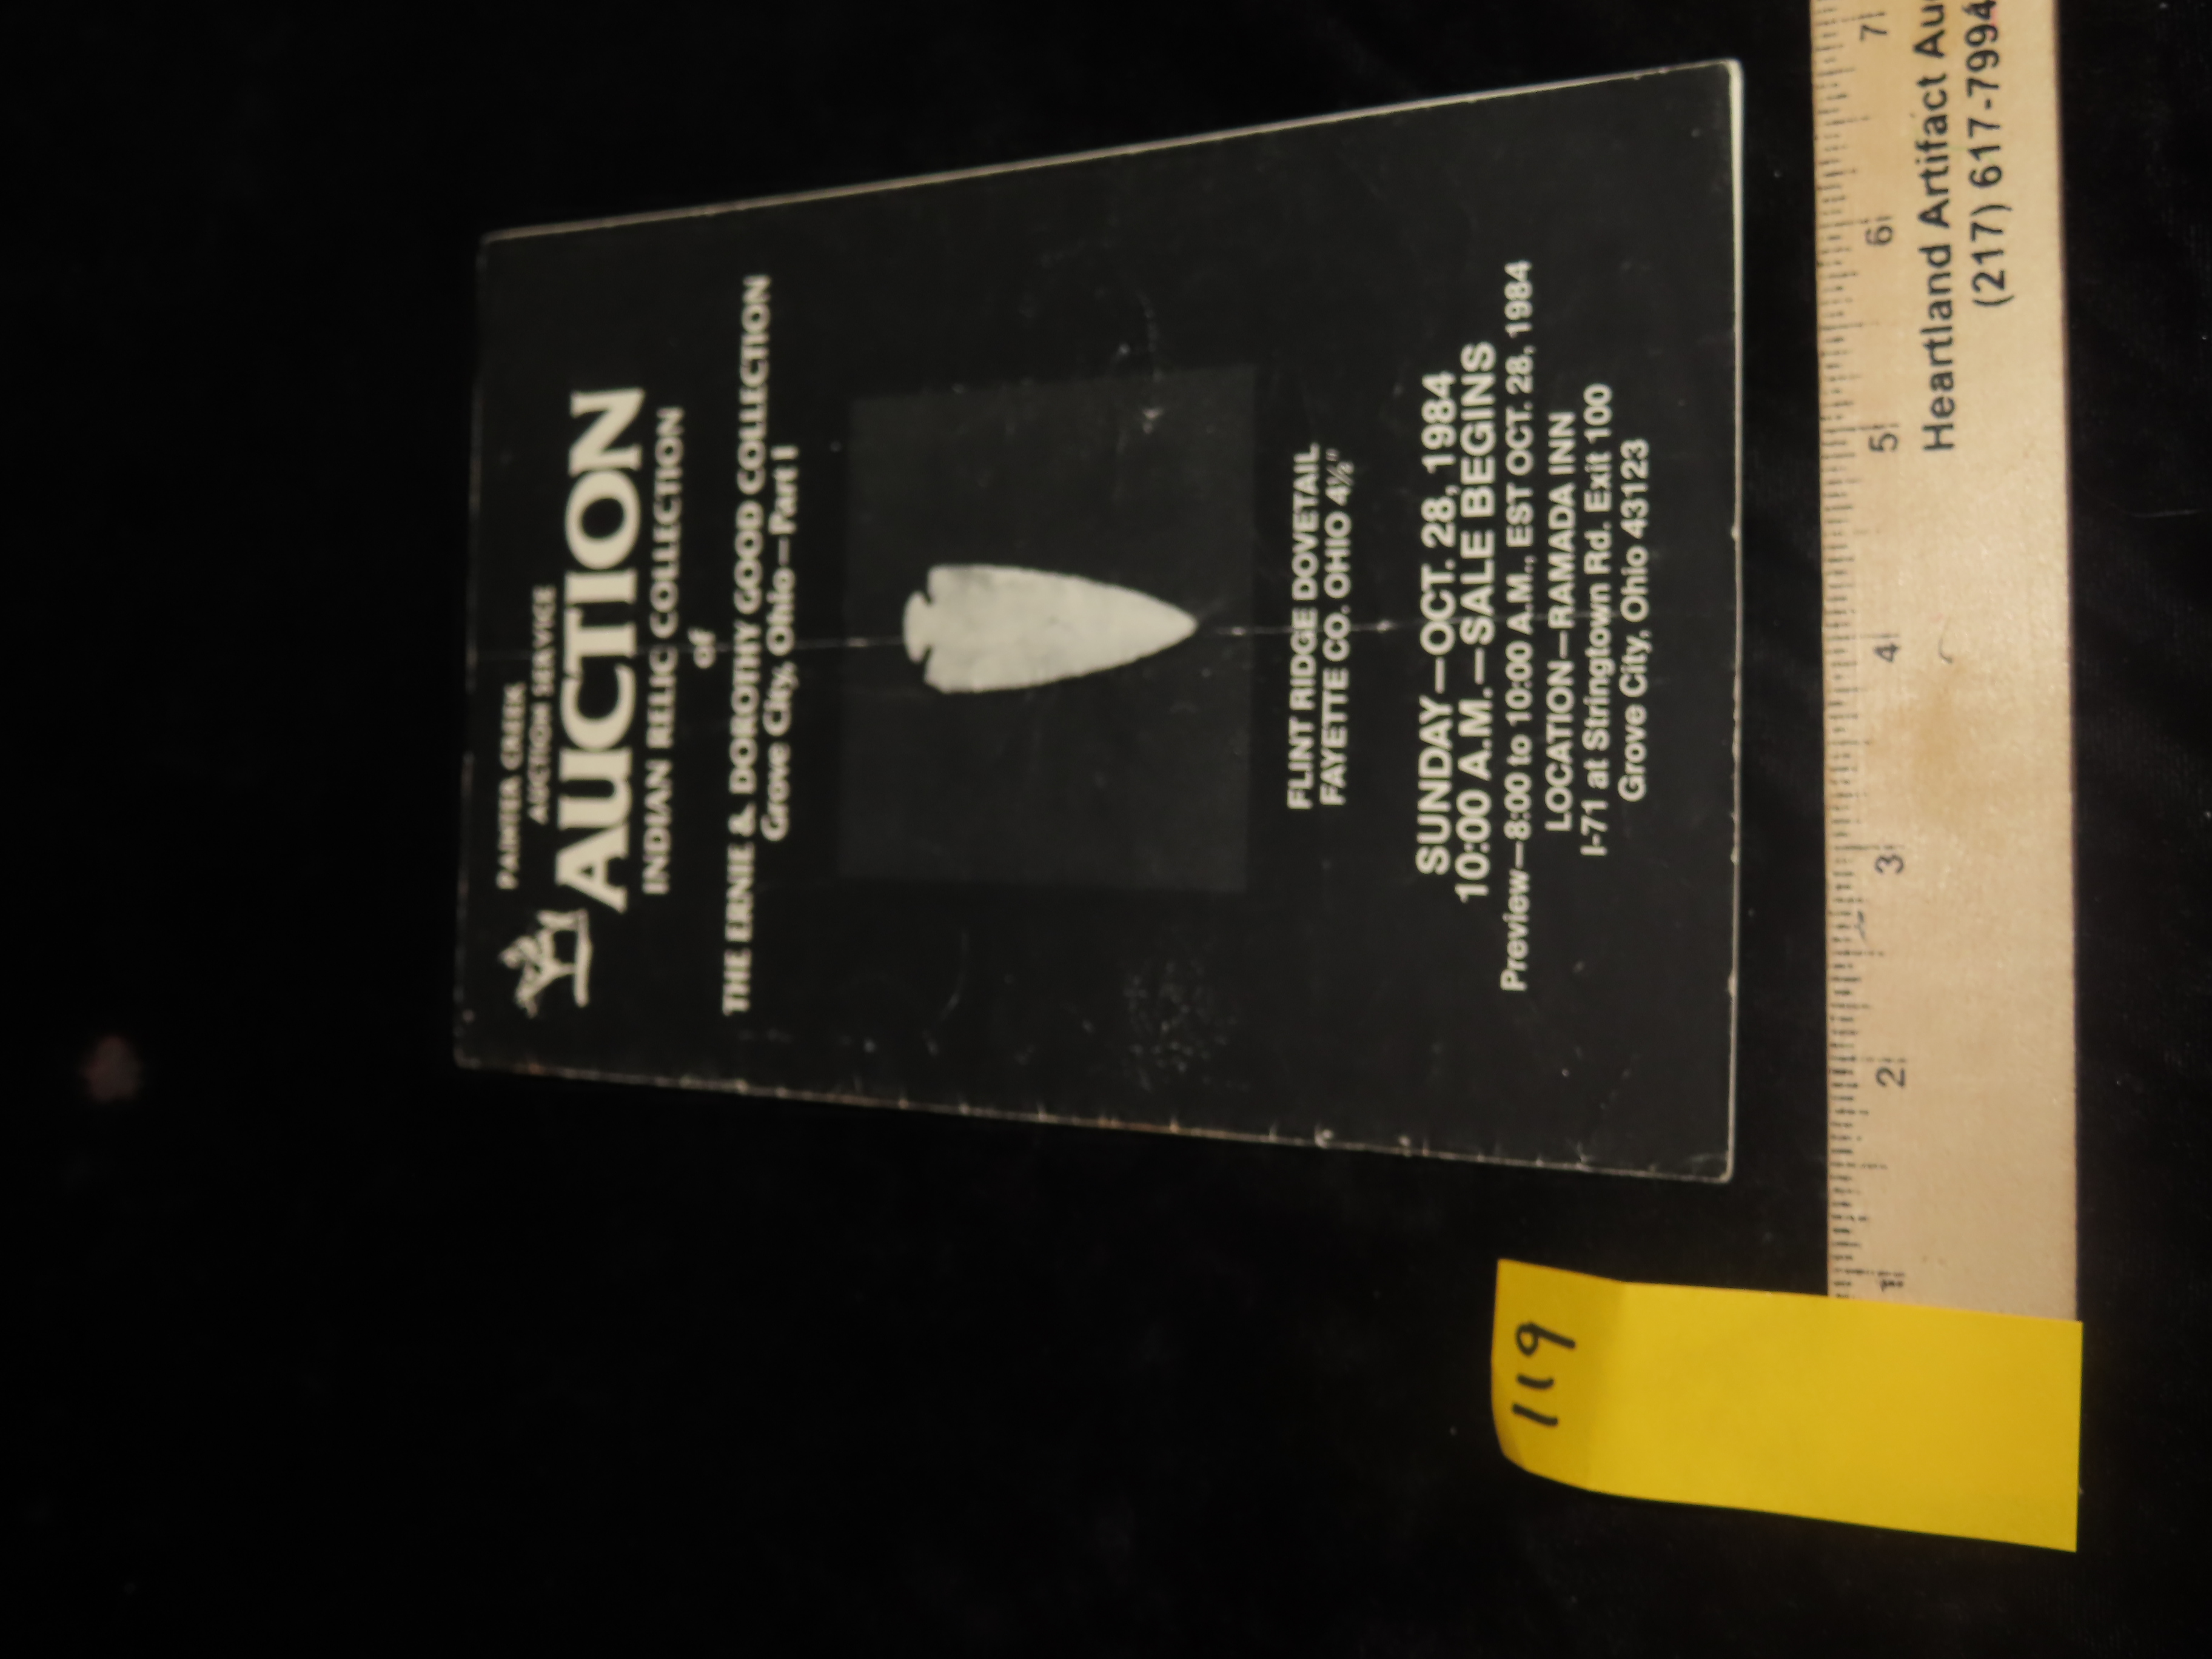 PAINTER CREEK
AUCTION SERVICE
AUCTION
INDIAN RELIC COLLECTION
of
THE ERNIE & DOROTHY GOOD COLLECTION
Grove City, Ohio—Part I
FLINT RIDGE DOVETAIL
FAYETTE CO. OHIO 4½"
SUNDAY—OCT. 28, 1984
10:00 A.M.—SALE BEGINS
Preview—8:00 to 10:00 A.M., EST OCT. 28, 1984
LOCATION—RAMADA INN
I-71 at Stringtown Rd. Exit 100
Grove City, Ohio 43123
119
1 2 3 4 5 6 7
Heartland Artifact Auc
(217) 617-7994